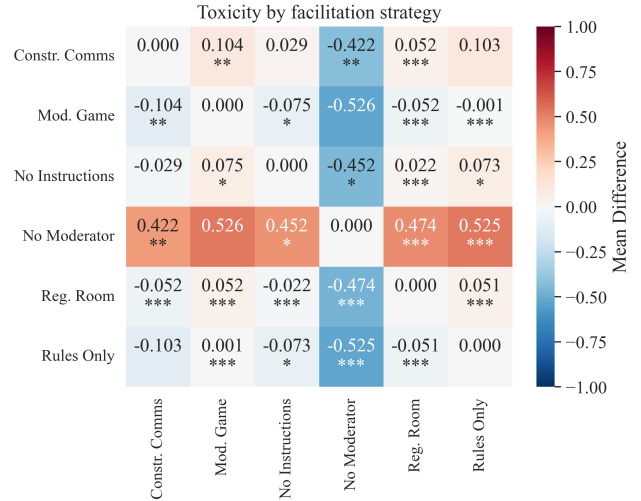 Toxicity by facilitation strategy
Constr. Comms 0.000 0.104 0.029 -0.422 0.052 0.103
** ** ***
Mod. Game -0.104 0.000 -0.075 -0.526 -0.052 -0.001
** * *** ***
No Instructions -0.029 0.075 0.000 -0.452 0.022 0.073
* * *** *
No Moderator 0.422 0.526 0.452 0.000 0.474 0.525
** * *** ***
Reg. Room -0.052 0.052 -0.022 -0.474 0.000 0.051
*** *** *** *** ***
Rules Only -0.103 0.001 -0.073 -0.525 -0.051 0.000
*** * *** ***
Constr. Comms
Mod. Game
No Instructions
No Moderator
Reg. Room
Rules Only
1.00
0.75
0.50
0.25
0.00
−0.25
−0.50
−0.75
−1.00
Mean Difference